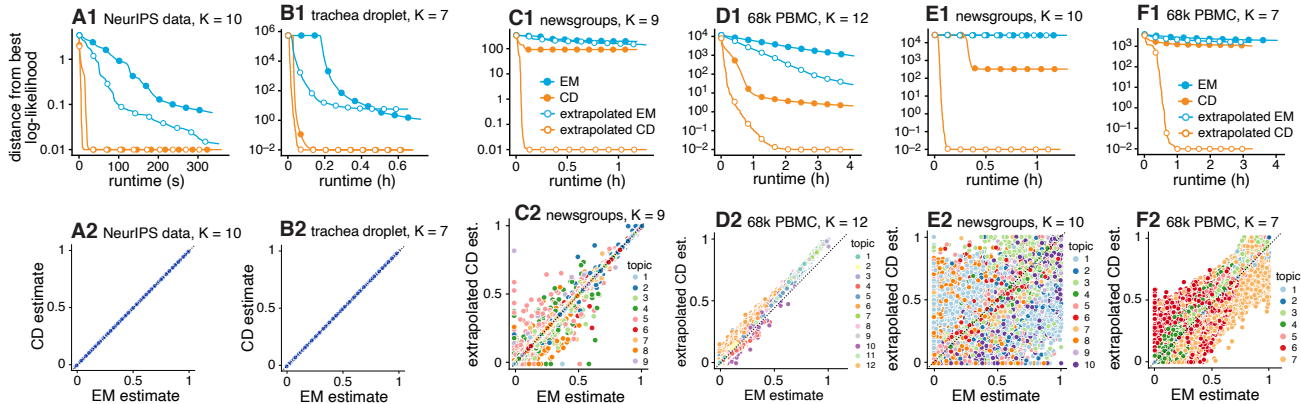 A1 NeurIPS data, K = 10
distance from best
log-likelihood
1
0.1
0.01
0 100 200 300
runtime (s)
B1 trachea droplet, K = 7
10^6
10^4
10^2
10^0
10^−2
0 0.2 0.4 0.6
runtime (h)
C1 newsgroups, K = 9
100
10
1
0.1
0.01
EM
CD
extrapolated EM
extrapolated CD
0 0.5 1
runtime (h)
D1 68k PBMC, K = 12
10^4
10^3
10^2
10^1
10^0
10^−1
10^−2
0 1 2 3 4
runtime (h)
E1 newsgroups, K = 10
10^4
10^3
10^2
10^1
10^0
10^−1
10^−2
EM
CD
extrapolated EM
extrapolated CD
0.5 1
runtime (h)
F1 68k PBMC, K = 7
10^3
10^2
10^1
10^0
10^−1
10^−2
EM
CD
extrapolated EM
extrapolated CD
0 1 2 3 4
runtime (h)
A2 NeurIPS data, K = 10
CD estimate
1
0.5
0
0 0.5 1
EM estimate
B2 trachea droplet, K = 7
CD estimate
1
0.5
0
0 0.5 1
EM estimate
C2 newsgroups, K = 9
extrapolated CD est.
1
0.5
0
0 0.5 1
EM estimate
topic
1
2
3
4
5
6
7
8
9
D2 68k PBMC, K = 12
extrapolated CD est.
1
0.5
0
0 0.5 1
EM estimate
topic
1
2
3
4
5
6
7
8
9
10
11
12
E2 newsgroups, K = 10
extrapolated CD est.
1
0.5
0
0 0.5 1
EM estimate
topic
1
2
3
4
5
6
7
8
9
10
F2 68k PBMC, K = 7
extrapolated CD est.
1
0.5
0
0 0.5 1
EM estimate
topic
1
2
3
4
5
6
7